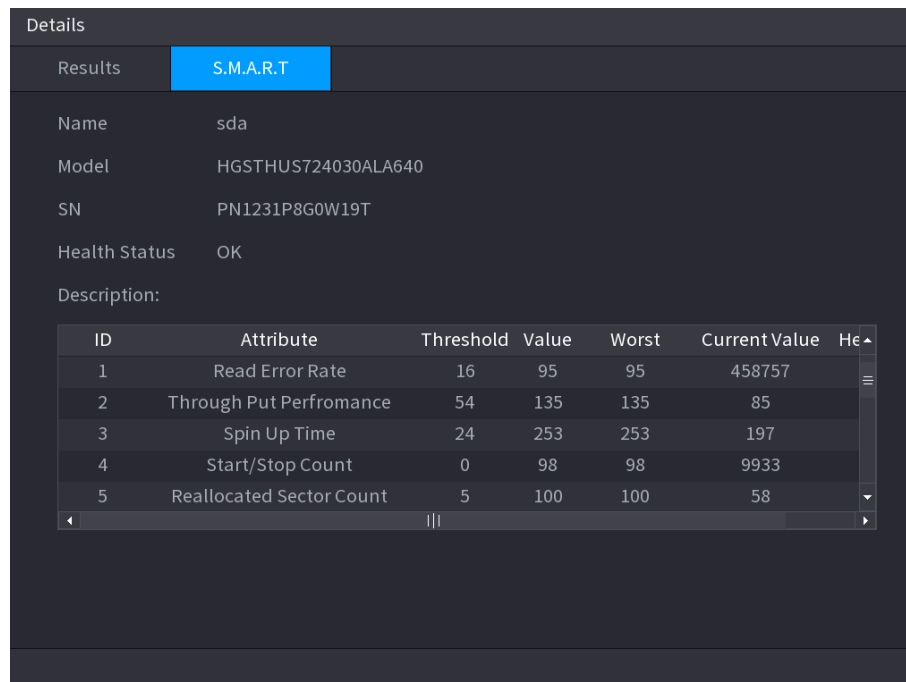 Details
Results S.M.A.R.T
Name sda
Model HGSTHUS724030ALA640
SN PN1231P8G0W19T
Health Status OK
Description:
ID Attribute Threshold Value Worst Current Value He
1 Read Error Rate 16 95 95 458757
2 Through Put Perfromance 54 135 135 85
3 Spin Up Time 24 253 253 197
4 Start/Stop Count 0 98 98 9933
5 Reallocated Sector Count 5 100 100 58